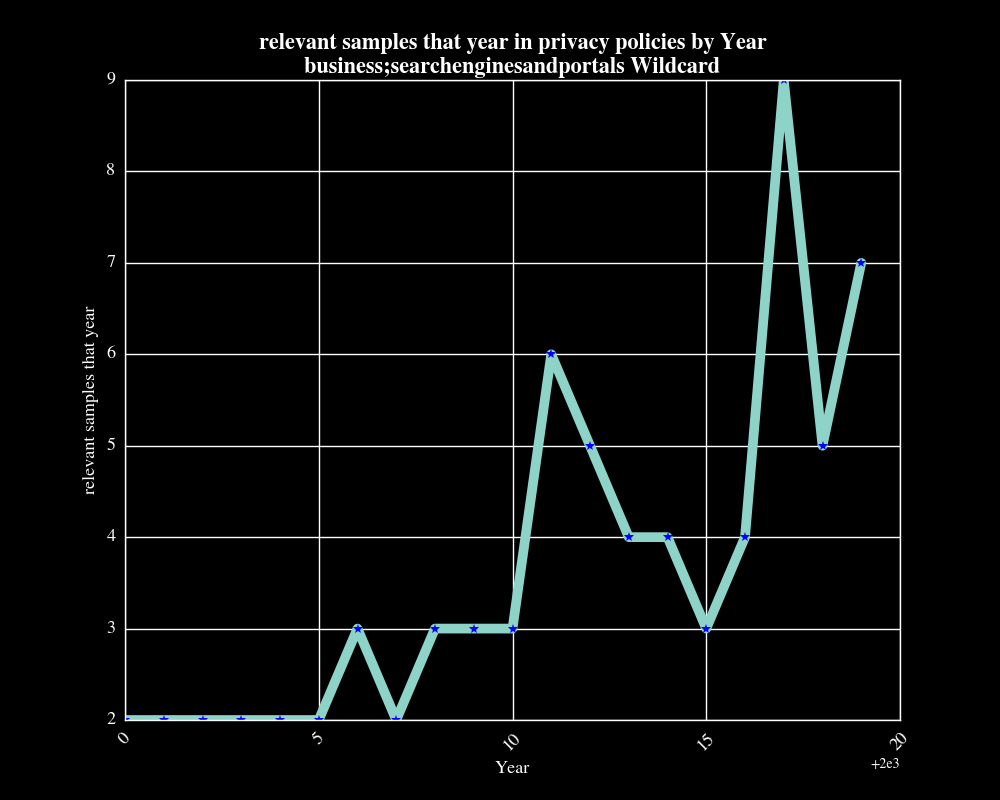 relevant samples that year in privacy policies by Year
business;searchenginesandportals Wildcard
9
8
7
6
5
4
3
2
relevant samples that year
0
5
10
15
20
Year
+2e3